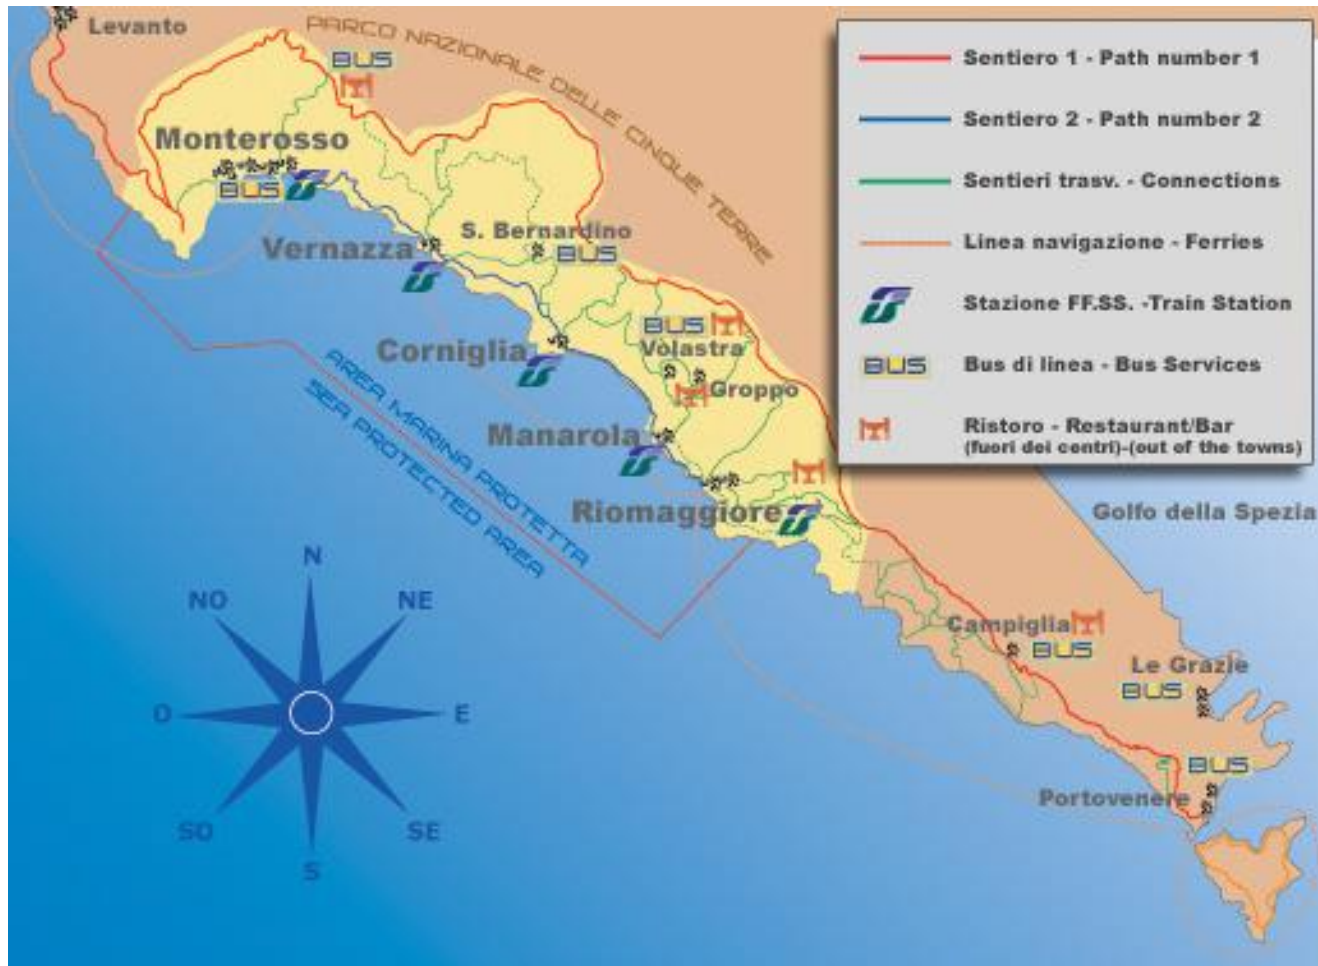 Levanto
PARCO NAZIONALE DELLE CINQUE TERRE
BUS
Monterosso
BUS
Vernazza
S. Bernardino
BUS
BUS
Volastra
Corniglia
Groppo
Manarola
Riomaggiore
AREA MARINA PROTETTA
SEA PROTECTED AREA
Sentiero 1 - Path number 1
Sentiero 2 - Path number 2
Sentieri trasv. - Connections
Linea navigazione - Ferries
Stazione FF.SS. -Train Station
BUS Bus di linea - Bus Services
Ristoro - Restaurant/Bar
(fuori dei centri)-(out of the towns)
Golfo della Spezia
Campiglia
BUS
Le Grazie
BUS
BUS
Portovenere
N
NO NE
O E
SO SE
S